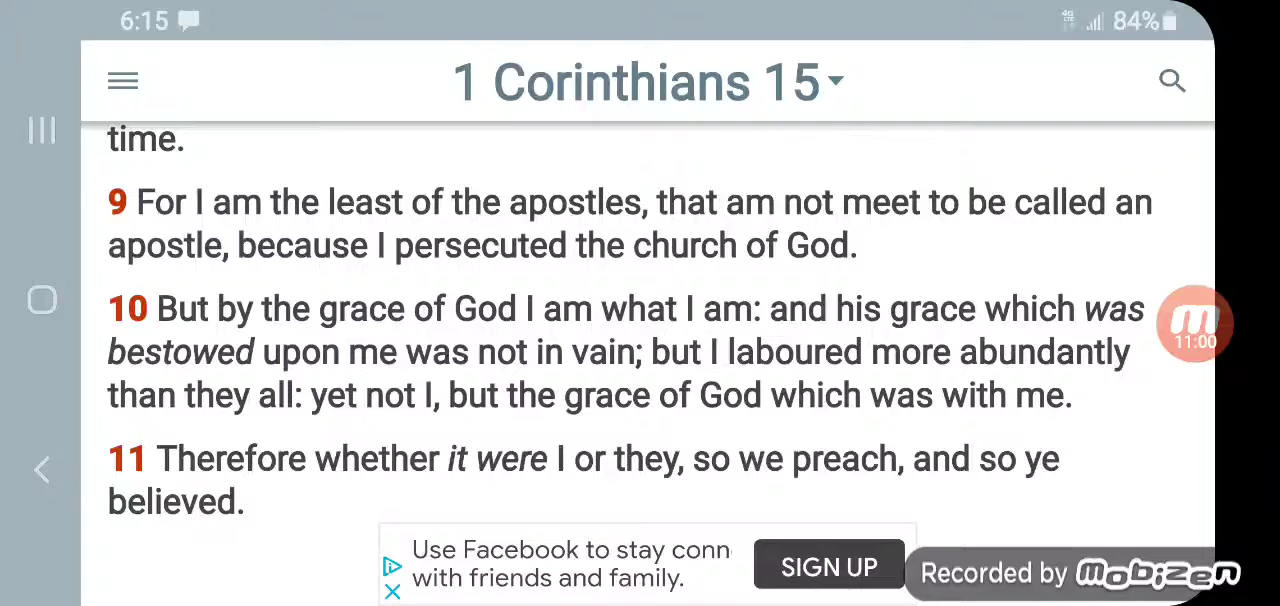 6:15
4G LTE 84%
1 Corinthians 15
time.
9 For I am the least of the apostles, that am not meet to be called an
apostle, because I persecuted the church of God.
10 But by the grace of God I am what I am: and his grace which was
bestowed upon me was not in vain; but I laboured more abundantly
than they all: yet not I, but the grace of God which was with me.
11:00
11 Therefore whether it were I or they, so we preach, and so ye
believed.
Use Facebook to stay conn
with friends and family.
SIGN UP
Recorded by mobizen